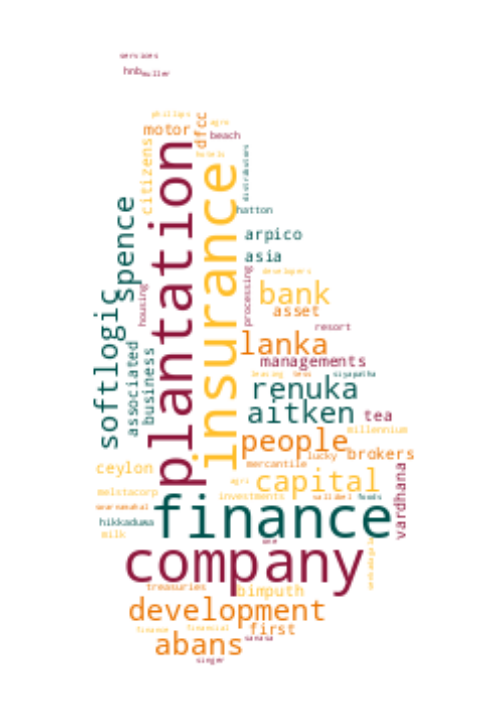 services
hnb
muller
phillips
agro
motor
dfcc
beach
hotels
citizens
plantation
insurance
distributors
hatton
spence
arpico
asia
developers
processing
housing
bank
asset
softlogic
resort
lanka
associated
business
managements
leasing
siyapatha
renuka
aitken
tea
millennium
people
lucky
brokers
ceylon
mercantile
vardhana
capital
agri
melstacorp
investments
foods
swarnamahal
finance
hikkaduwa
milk
one
company
treasuries
bimputh
development
finance
financial
first
sanasa
abans
singer